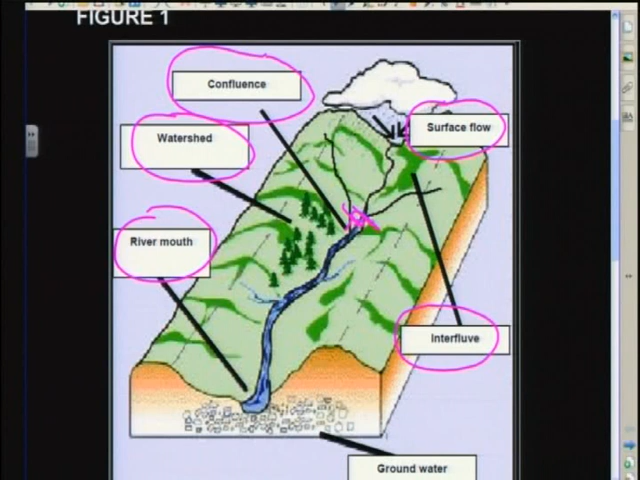 FIGURE 1
Confluence
Surface flow
Watershed
River mouth
Interfluve
Ground water